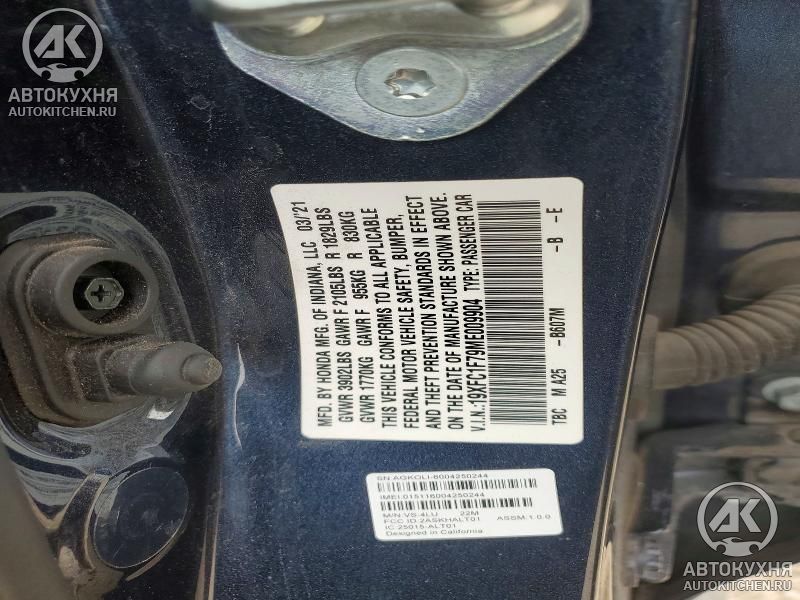 АК
АВТОКУХНЯ
AUTOKITCHEN.RU
MFD. BY HONDA MFG. OF INDIANA, LLC 03/'21
GVWR 3902LBS GAWR F 2105LBS R 1829LBS
GVWR 1770KG GAWR F 955KG R 830KG
THIS VEHICLE CONFORMS TO ALL APPLICABLE
FEDERAL MOTOR VEHICLE SAFETY, BUMPER,
AND THEFT PREVENTION STANDARDS IN EFFECT
ON THE DATE OF MANUFACTURE SHOWN ABOVE.
V.I.N.:19XFC1F79ME009904 TYPE: PASSENGER CAR
TBC M A25 -B607M -B -E
SN:AGKOLI-8004250244
IMEI:015116004250244
M/N:VS-4LU 22M
FCC ID:2ASKHALT01 ASSM:1.0.0
IC:25015-ALT01
Designed in California
АК
АВТОКУХНЯ
AUTOKITCHEN.RU